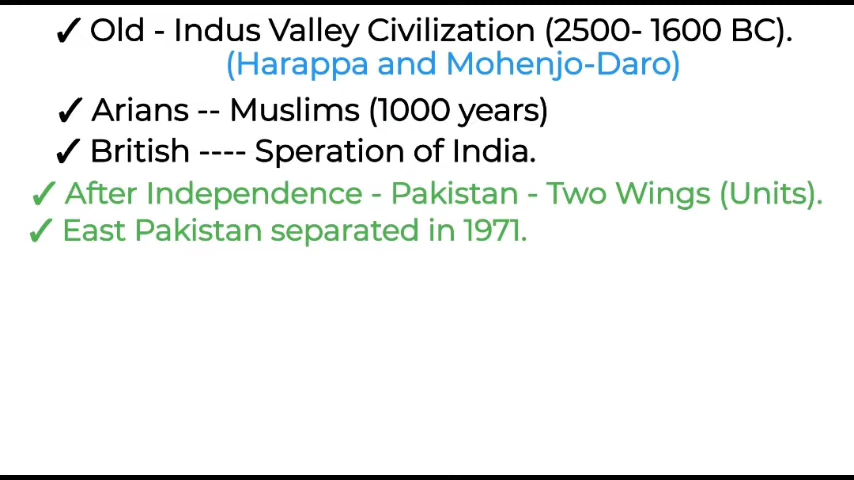 ✓ Old - Indus Valley Civilization (2500- 1600 BC).
(Harappa and Mohenjo-Daro)
✓ Arians -- Muslims (1000 years)
✓ British ---- Speration of India.
✓ After Independence - Pakistan - Two Wings (Units).
✓ East Pakistan separated in 1971.